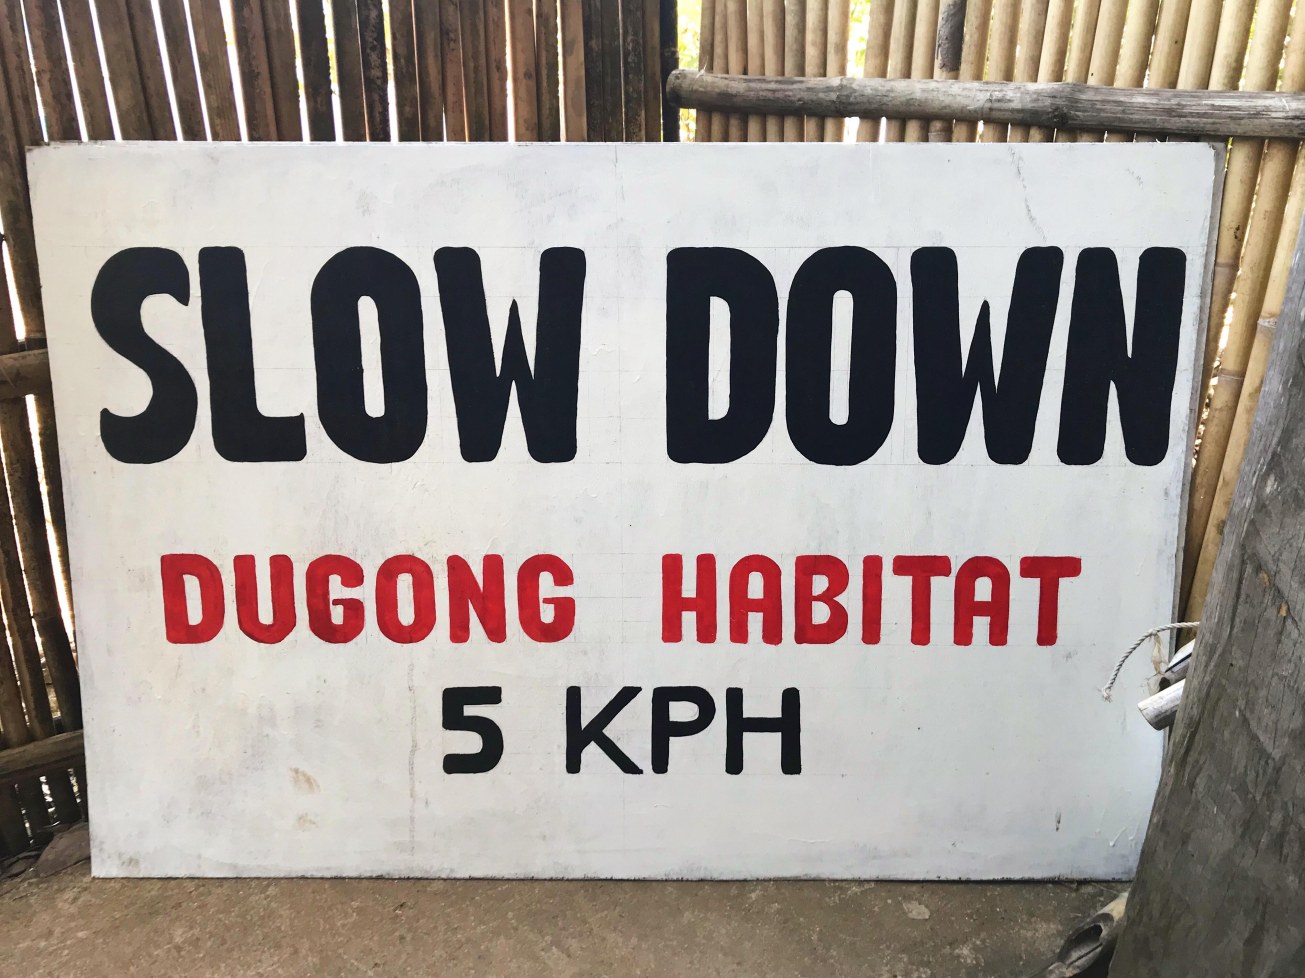 SLOW DOWN
DUGONG HABITAT
5 KPH